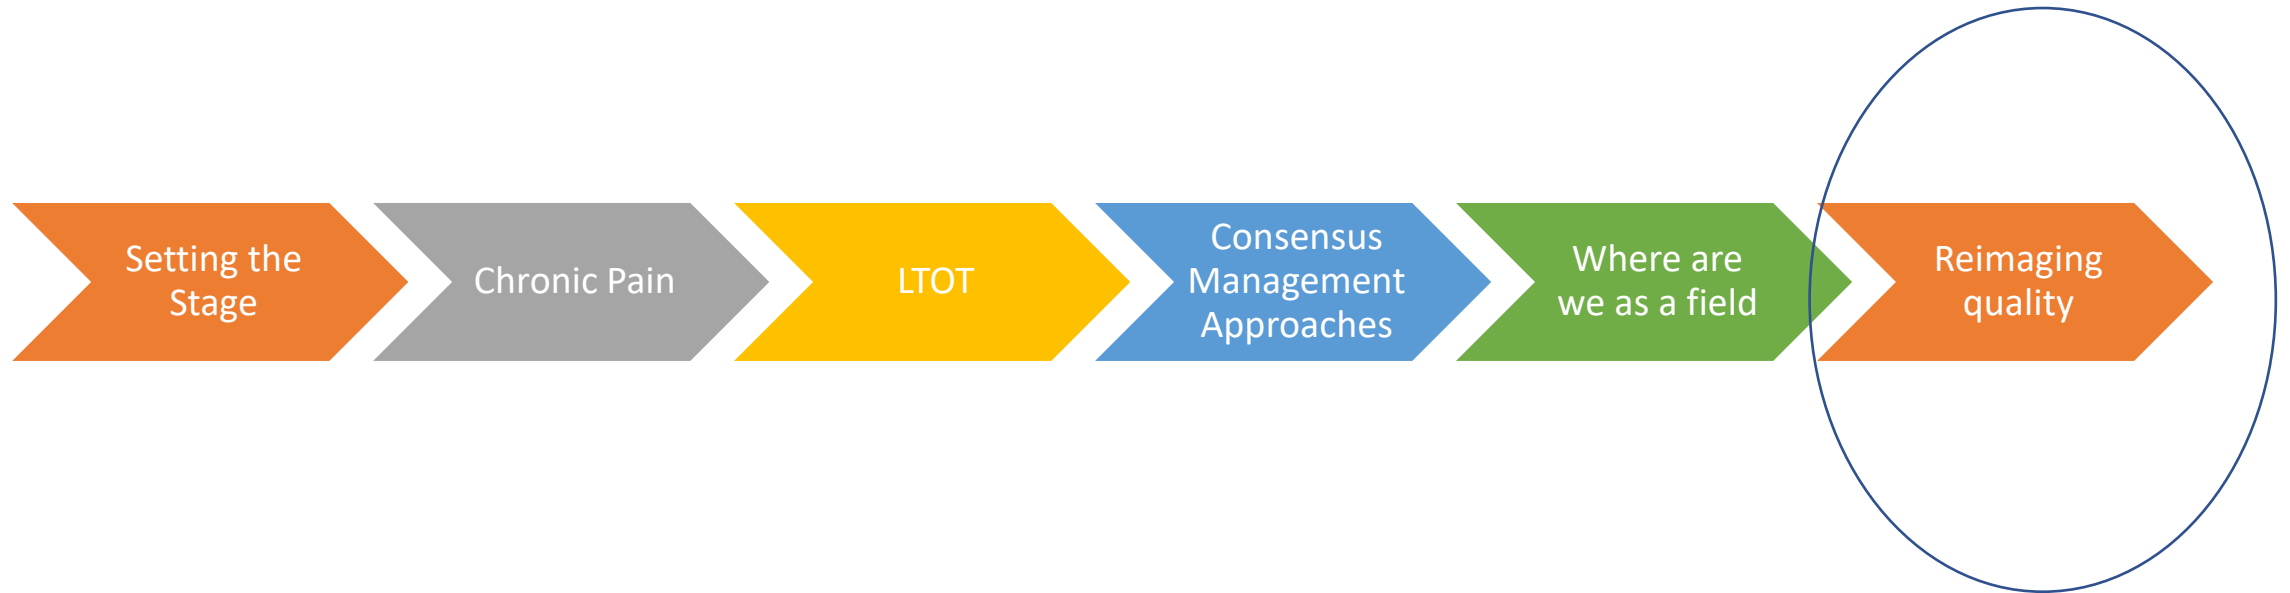 Setting the
Stage
Chronic Pain
LTOT
Consensus
Management
Approaches
Where are
we as a field
Reimaging
quality